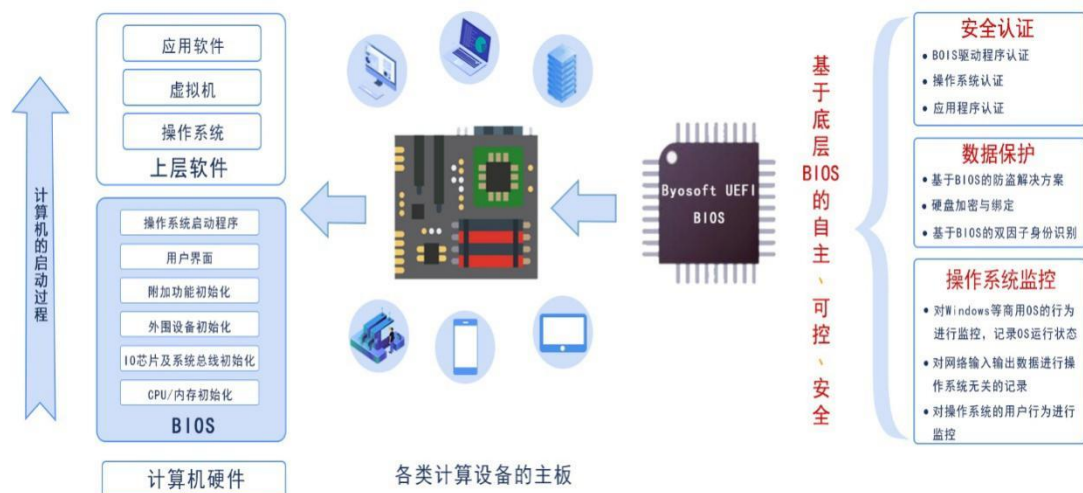 计算机的启动过程
应用软件
虚拟机
操作系统
上层软件
操作系统启动程序
用户界面
附加功能初始化
外围设备初始化
IO芯片及系统总线初始化
CPU/内存初始化
BIOS
计算机硬件
各类计算设备的主板
Byosoft UEFI
BIOS
基于底层BIOS的自主、可控、安全
安全认证
• BOIS驱动程序认证
• 操作系统认证
• 应用程序认证
数据保护
• 基于BIOS的防盗解决方案
• 硬盘加密与绑定
• 基于BIOS的双因子身份识别
操作系统监控
• 对Windows等商用OS的行为
进行监控，记录OS运行状态
• 对网络输入输出数据进行操
作系统无关的记录
• 对操作系统的用户行为进行
监控